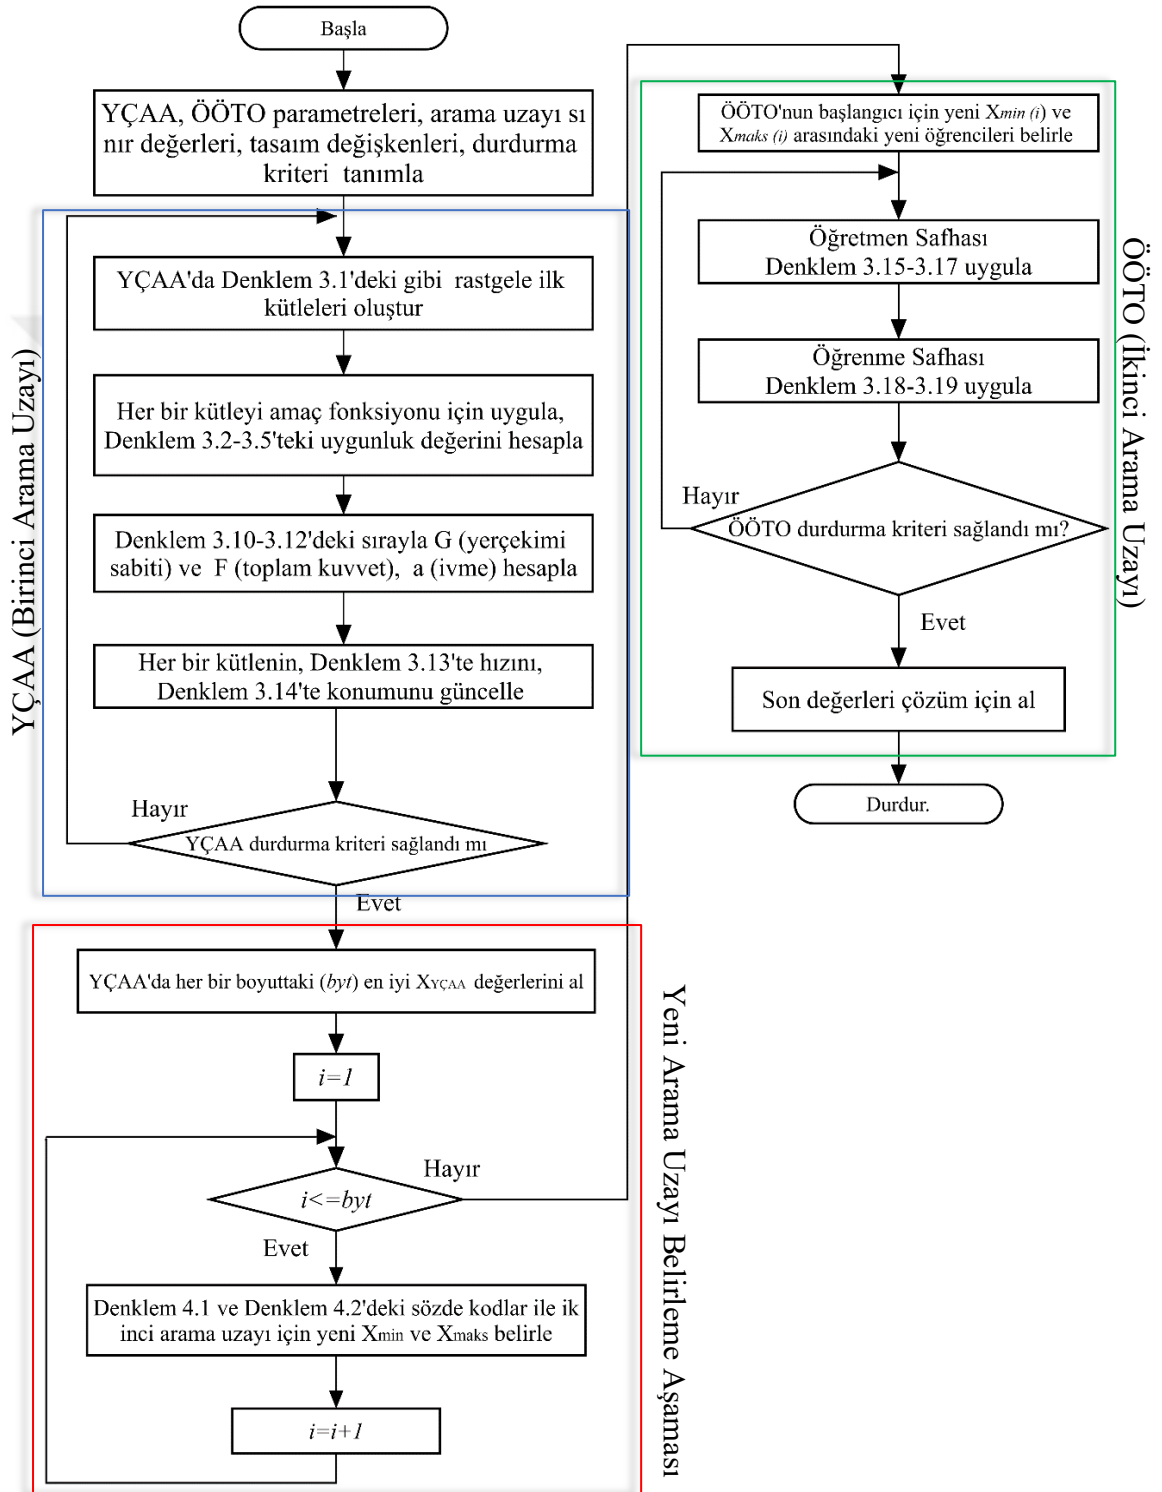 Başla
YÇAA, ÖÖTO parametreleri, arama uzayı sı
nır değerleri, tasaım değişkenleri, durdurma
kriteri tanımla
YÇAA (Birinci Arama Uzayı)
YÇAA'da Denklem 3.1'deki gibi rastgele ilk
kütleleri oluştur
Her bir kütleyi amaç fonksiyonu için uygula,
Denklem 3.2-3.5'teki uygunluk değerini hesapla
Denklem 3.10-3.12'deki sırayla G (yerçekimi
sabiti) ve F (toplam kuvvet), a (ivme) hesapla
Her bir kütlenin, Denklem 3.13'te hızını,
Denklem 3.14'te konumunu güncelle
Hayır
YÇAA durdurma kriteri sağlandı mı
Evet
YÇAA'da her bir boyuttaki (byt) en iyi XYÇAA değerlerini al
i=1
Hayır
i<=byt
Evet
Denklem 4.1 ve Denklem 4.2'deki sözde kodlar ile ik
inci arama uzayı için yeni Xmin ve Xmaks belirle
i=i+1
Yeni Arama Uzayı Belirleme Aşaması
ÖÖTO'nun başlangıcı için yeni Xmin (i) ve
Xmaks (i) arasındaki yeni öğrencileri belirle
Öğretmen Safhası
Denklem 3.15-3.17 uygula
Öğrenme Safhası
Denklem 3.18-3.19 uygula
Hayır
ÖÖTO durdurma kriteri sağlandı mı?
Evet
Son değerleri çözüm için al
Durdur.
ÖÖTO (İkinci Arama Uzayı)